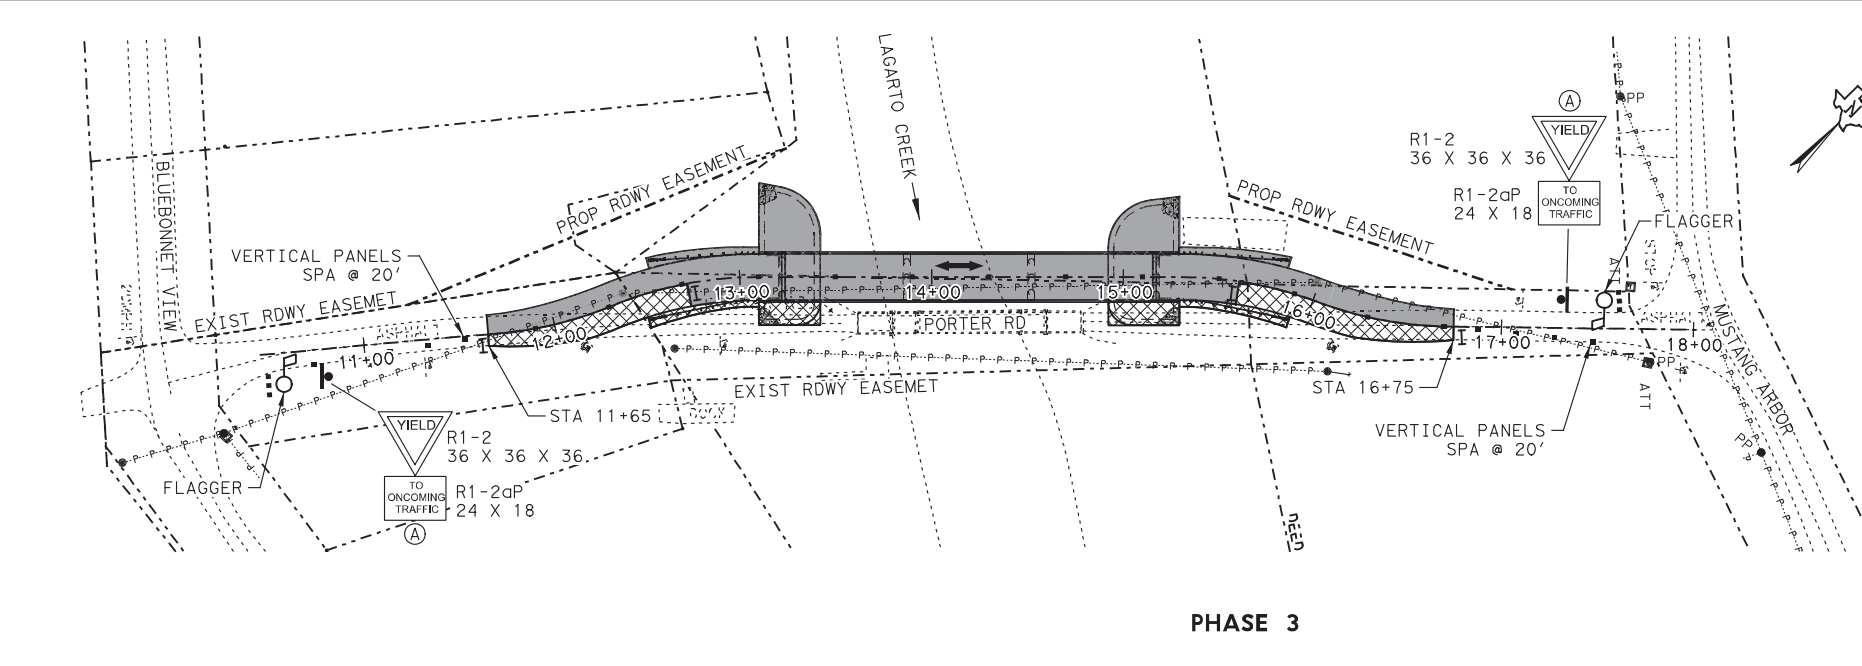 LAGARTO CREEK
PP
A
YIELD
R1-2
36 X 36 X 36
R1-2aP
24 X 18
TO
ONCOMING
TRAFFIC
FLAGGER
PROP RDWY EASEMENT
PROP RDWY EASEMENT
BLUEBONNET VIEW
VERTICAL PANELS
SPA @ 20'
EXIST RDWY EASEMET
ATT
11+00
12+00
13+00
14+00
15+00
16+00
17+00
18+00
PORTER RD
MUSTANG ARBOR
PP
ATT
EXIST RDWY EASEMET
STA 11+65
STA 16+75
YIELD
R1-2
36 X 36 X 36
TO
ONCOMING
TRAFFIC
R1-2aP
24 X 18
A
FLAGGER
VERTICAL PANELS
SPA @ 20'
PP
DEED
PHASE 3